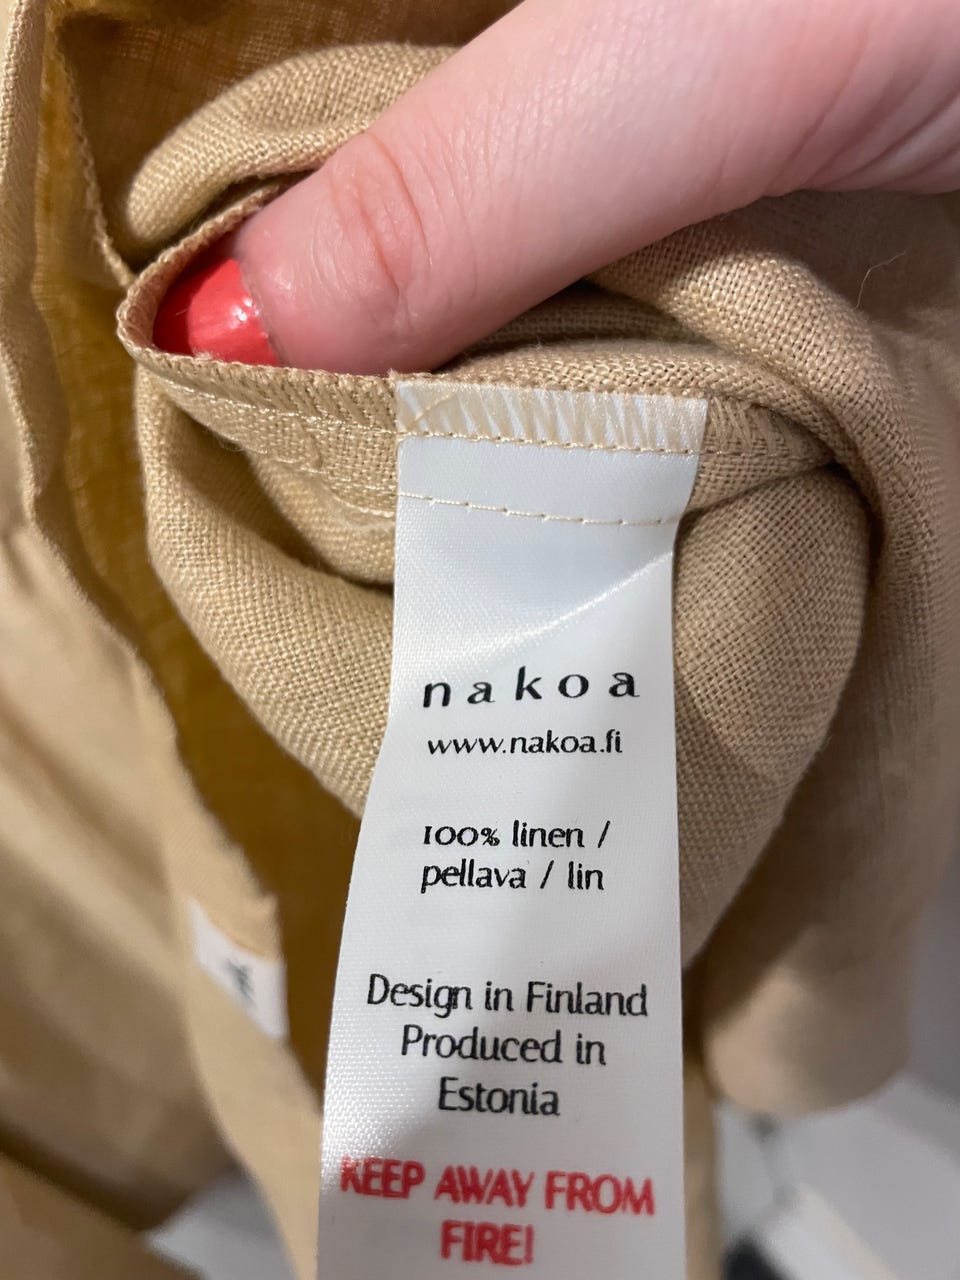 nakoa
www.nakoa.fi
100% linen /
pellava / lin
Design in Finland
Produced in
Estonia
KEEP AWAY FROM
FIRE!